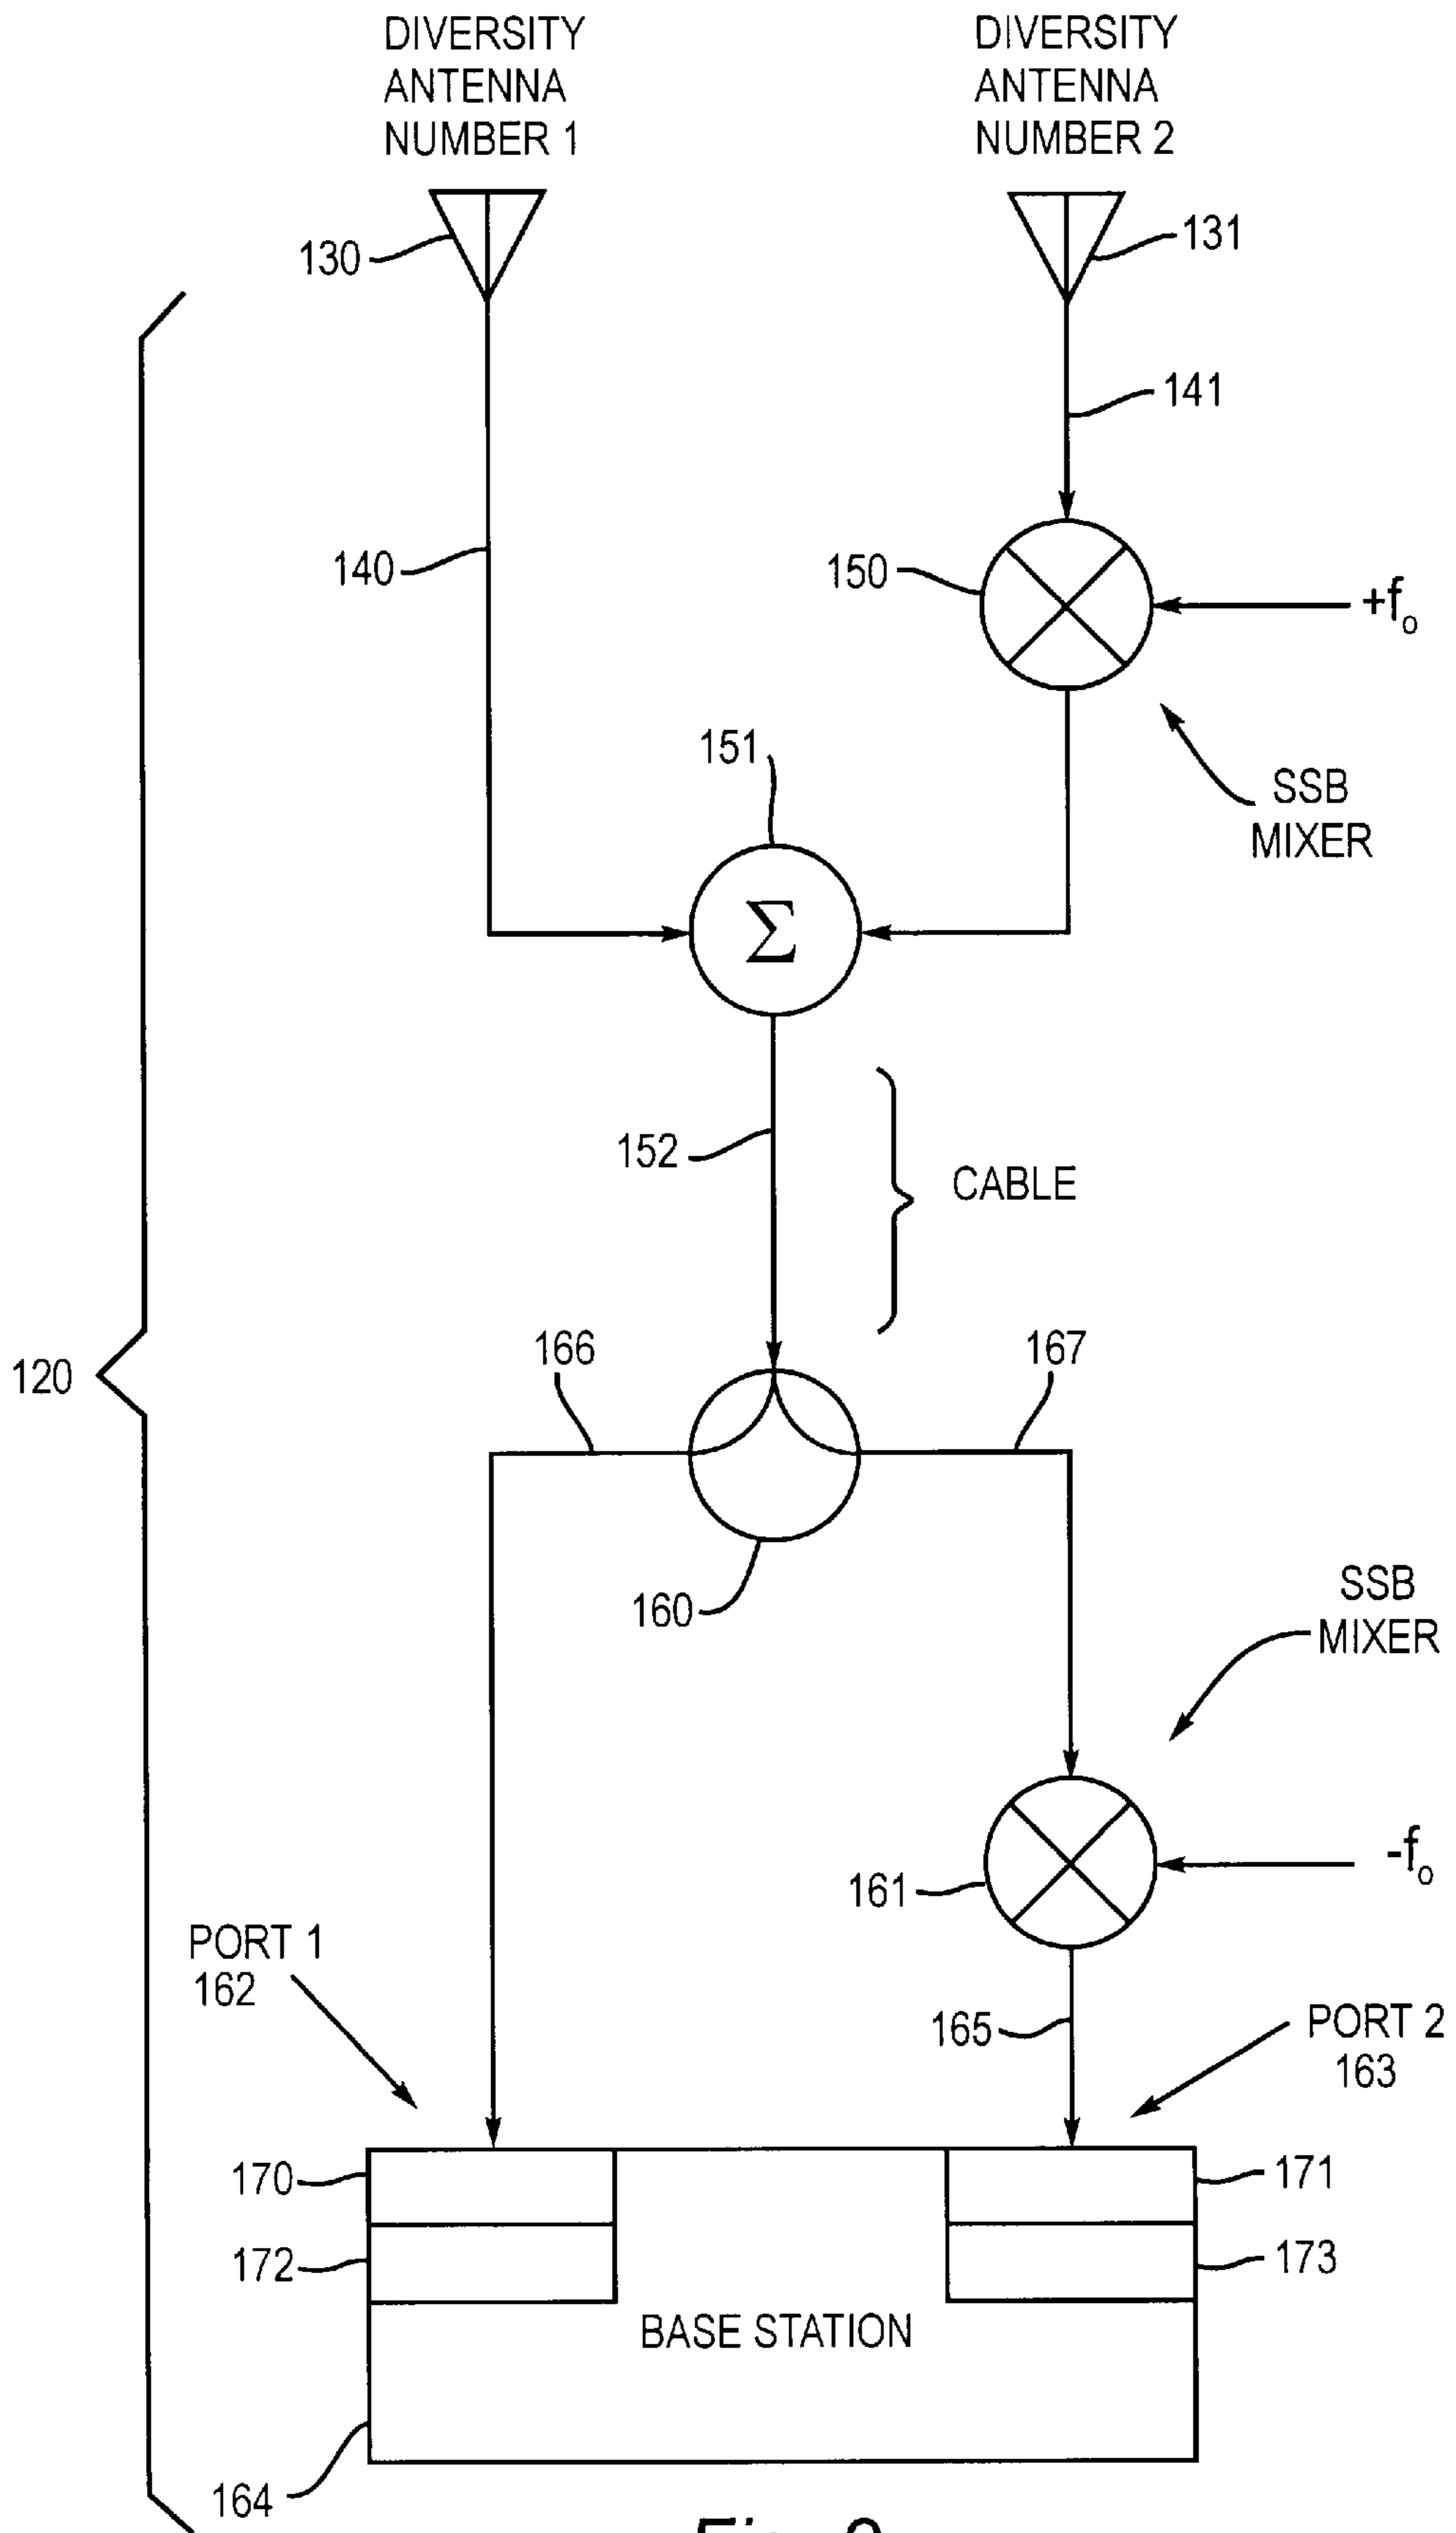 DIVERSITY
ANTENNA
NUMBER 1
DIVERSITY
ANTENNA
NUMBER 2
130
131
141
140
150
+fo
151
SSB
MIXER
Σ
152
CABLE
166
167
120
160
SSB
MIXER
161
-fo
PORT 1
162
165
PORT 2
163
170
171
172
173
BASE STATION
164